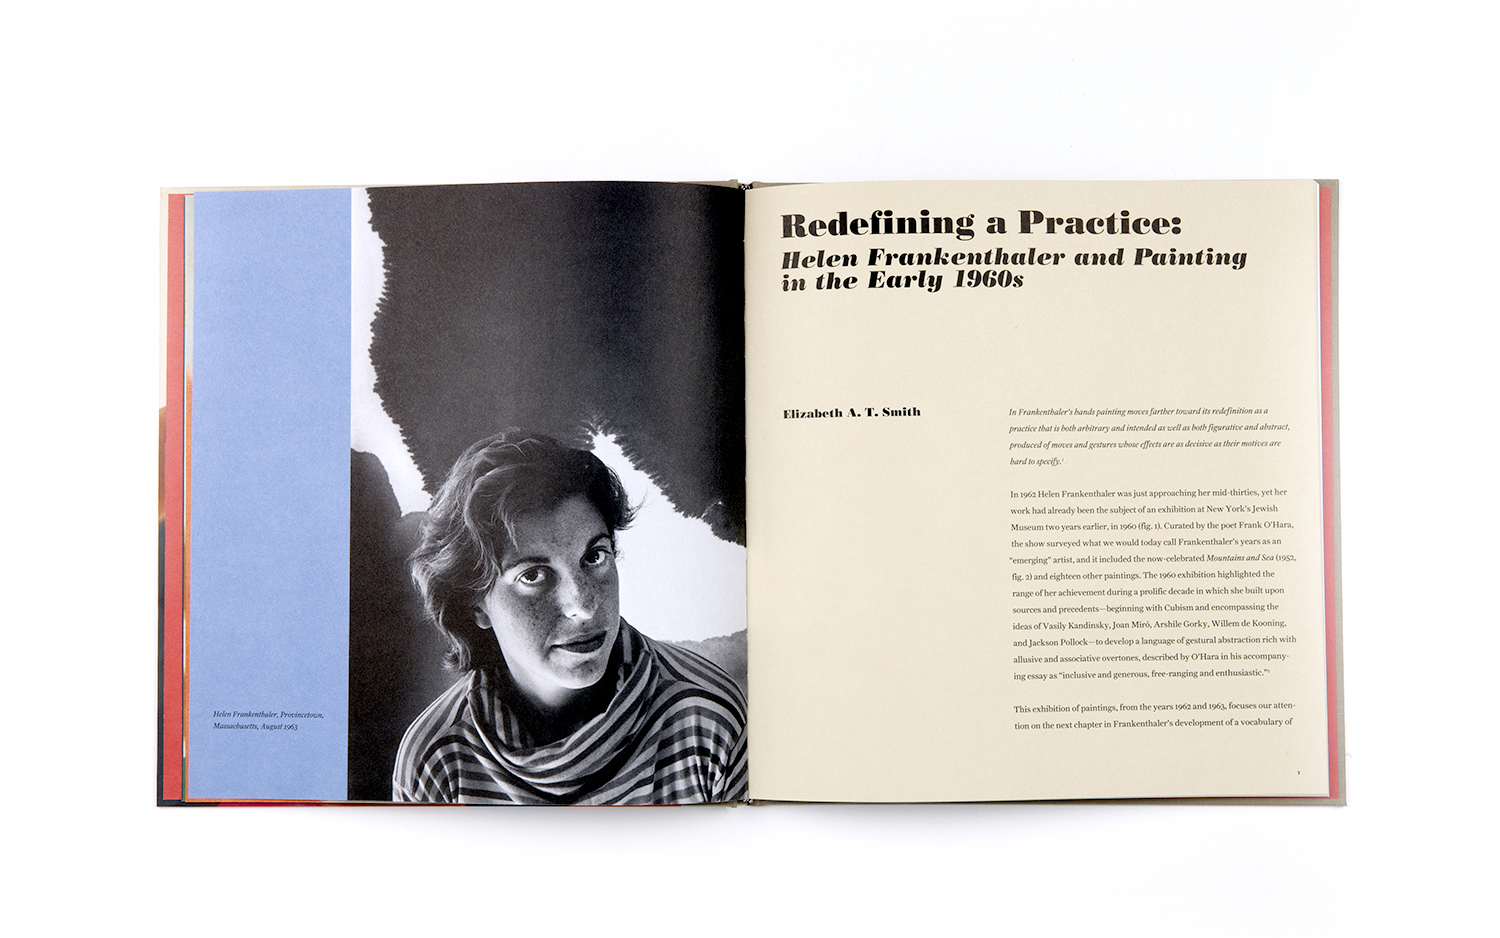 Helen Frankenthaler, Provincetown,
Massachusetts, August 1963
Redefining a Practice:
Helen Frankenthaler and Painting
in the Early 1960s
Elizabeth A. T. Smith
In Frankenthaler's hands painting moves farther toward its redefinition as a
practice that is both arbitrary and intended as well as both figurative and abstract,
produced of moves and gestures whose effects are as decisive as their motives are
hard to specify.¹
In 1962 Helen Frankenthaler was just approaching her mid-thirties, yet her
work had already been the subject of an exhibition at New York's Jewish
Museum two years earlier, in 1960 (fig. 1). Curated by the poet Frank O'Hara,
the show surveyed what we would today call Frankenthaler's years as an
"emerging" artist, and it included the now-celebrated Mountains and Sea (1952,
fig. 2) and eighteen other paintings. The 1960 exhibition highlighted the
range of her achievement during a prolific decade in which she built upon
sources and precedents—beginning with Cubism and encompassing the
ideas of Vasily Kandinsky, Joan Miró, Arshile Gorky, Willem de Kooning,
and Jackson Pollock—to develop a language of gestural abstraction rich with
allusive and associative overtones, described by O'Hara in his accompany-
ing essay as "inclusive and generous, free-ranging and enthusiastic."²
This exhibition of paintings, from the years 1962 and 1963, focuses our atten-
tion on the next chapter in Frankenthaler's development of a vocabulary of
7